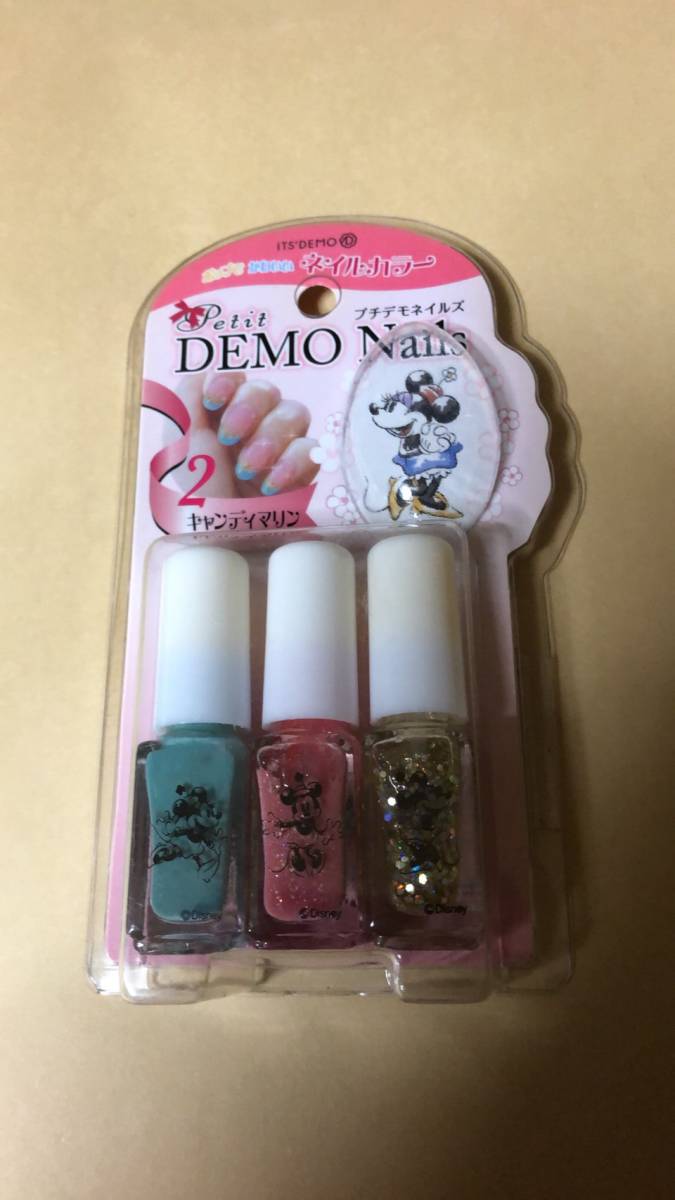 ITS'DEMO
ネイルカラー
Petit
プチデモネイルズ
DEMO Nails
2
キャンディマリン
©Disney
©Disney
©Disney